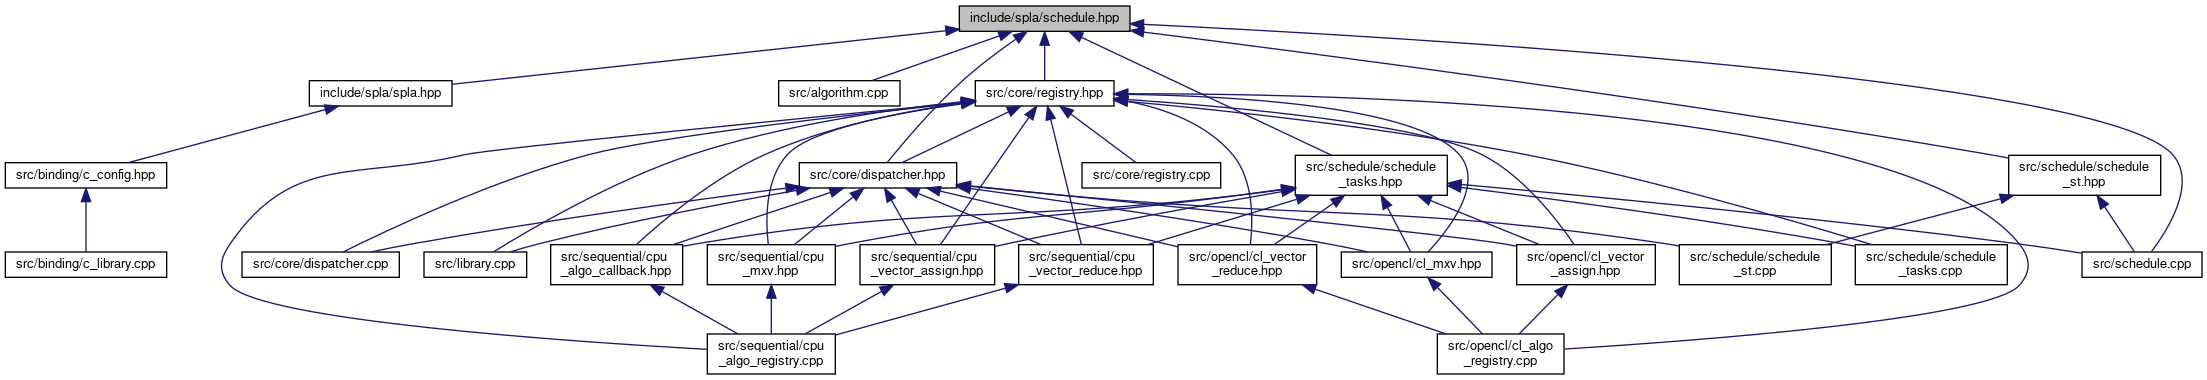 include/spla/schedule.hpp
include/spla/spla.hpp
src/algorithm.cpp
src/core/registry.hpp
src/binding/c_config.hpp
src/core/dispatcher.hpp
src/core/registry.cpp
src/schedule/schedule
_tasks.hpp
src/schedule/schedule
_st.hpp
src/binding/c_library.cpp
src/core/dispatcher.cpp
src/library.cpp
src/sequential/cpu
_algo_callback.hpp
src/sequential/cpu
_mxv.hpp
src/sequential/cpu
_vector_assign.hpp
src/sequential/cpu
_vector_reduce.hpp
src/opencl/cl_vector
_reduce.hpp
src/opencl/cl_mxv.hpp
src/opencl/cl_vector
_assign.hpp
src/schedule/schedule
_st.cpp
src/schedule/schedule
_tasks.cpp
src/schedule.cpp
src/sequential/cpu
_algo_registry.cpp
src/opencl/cl_algo
_registry.cpp